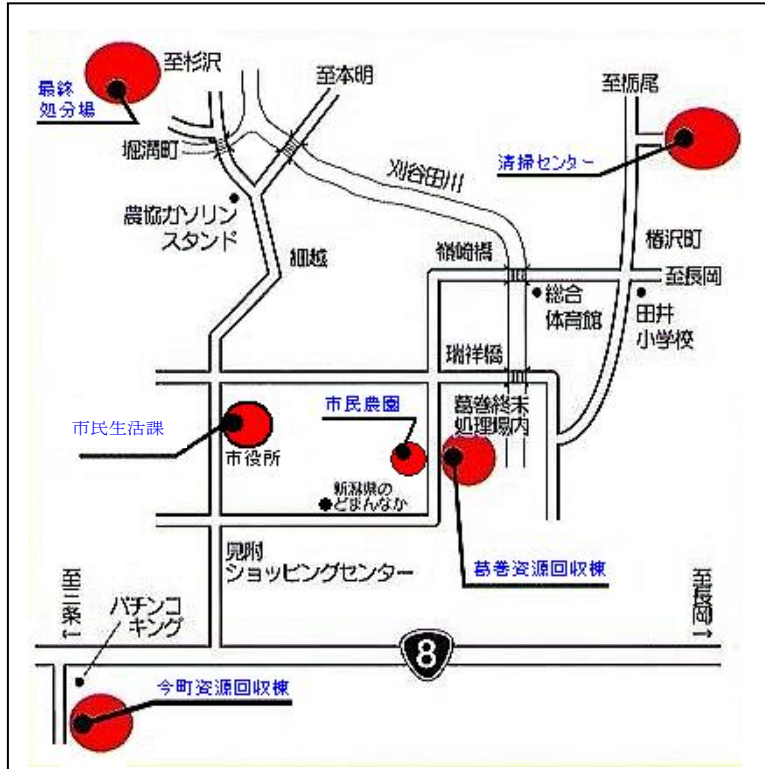 至杉沢
最終
処分場
至本明
至栃尾
堀溝町
清掃センター
刈谷田川
農協ガソリン
スタンド
細越
嶺崎橋
椿沢町
至長岡
総合
体育館
田井
小学校
瑞祥橋
市民農園
葛巻終末
処理場内
市民生活課
市役所
新潟県の
どまんなか
見附
ショッピングセンター
葛巻資源回収棟
至三条
パチンコ
キング
至長岡
8
今町資源回収棟